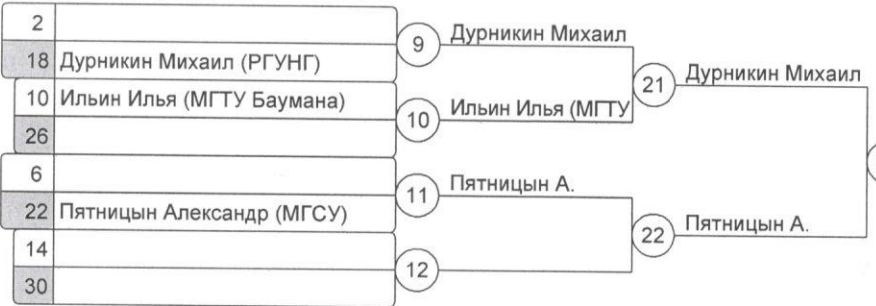 2
18 Дурникин Михаил (РГУНГ)
10 Ильин Илья (МГТУ Баумана)
26
6
22 Пятницын Александр (МГСУ)
14
30
9 Дурникин Михаил
10 Ильин Илья (МГТУ
11 Пятницын А.
12
21 Дурникин Михаил
22 Пятницын А.